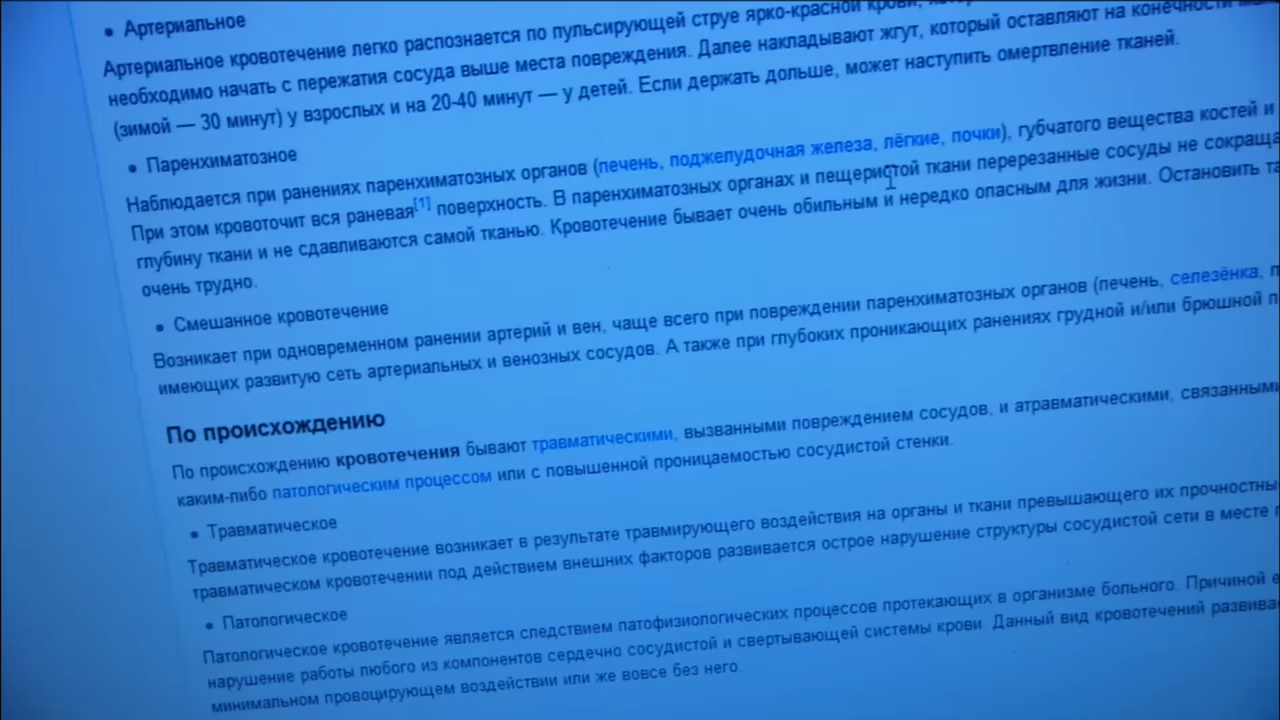 • Артериальное
Артериальное кровотечение легко распознается по пульсирующей струе ярко-красной крови,
необходимо начать с пережатия сосуда выше места повреждения. Далее накладывают жгут, который оставляют на конечности
(зимой — 30 минут) у взрослых и на 20-40 минут — у детей. Если держать дольше, может наступить омертвление тканей.
• Паренхиматозное
Наблюдается при ранениях паренхиматозных органов (печень, поджелудочная железа, лёгкие, почки), губчатого вещества костей и
При этом кровоточит вся раневая[1] поверхность. В паренхиматозных органах и пещеристой ткани перерезанные сосуды не сокраща
глубину ткани и не сдавливаются самой тканью. Кровотечение бывает очень обильным и нередко опасным для жизни. Остановить та
очень трудно.
• Смешанное кровотечение
Возникает при одновременном ранении артерий и вен, чаще всего при повреждении паренхиматозных органов (печень, селезёнка, п
имеющих развитую сеть артериальных и венозных сосудов. А также при глубоких проникающих ранениях грудной и/или брюшной п
По происхождению
По происхождению кровотечения бывают травматическими, вызванными повреждением сосудов, и атравматическими, связанными
каким-либо патологическим процессом или с повышенной проницаемостью сосудистой стенки.
• Травматическое
Травматическое кровотечение возникает в результате травмирующего воздействия на органы и ткани превышающего их прочностны
травматическом кровотечении под действием внешних факторов развивается острое нарушение структуры сосудистой сети в месте п
• Патологическое
Патологическое кровотечение является следствием патофизиологических процессов протекающих в организме больного. Причиной е
нарушение работы любого из компонентов сердечно сосудистой и свертывающей системы крови. Данный вид кровотечений развива
минимальном провоцирующем воздействии или же вовсе без него